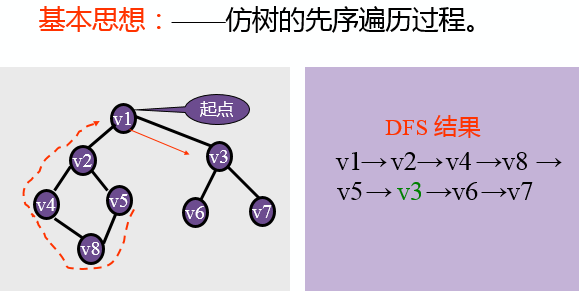 基本思想：——仿树的先序遍历过程。
起点
v1
v2
v3
v4
v5
v6
v7
v8
DFS 结果
v1→v2→v4→v8→
v5→v3→v6→v7